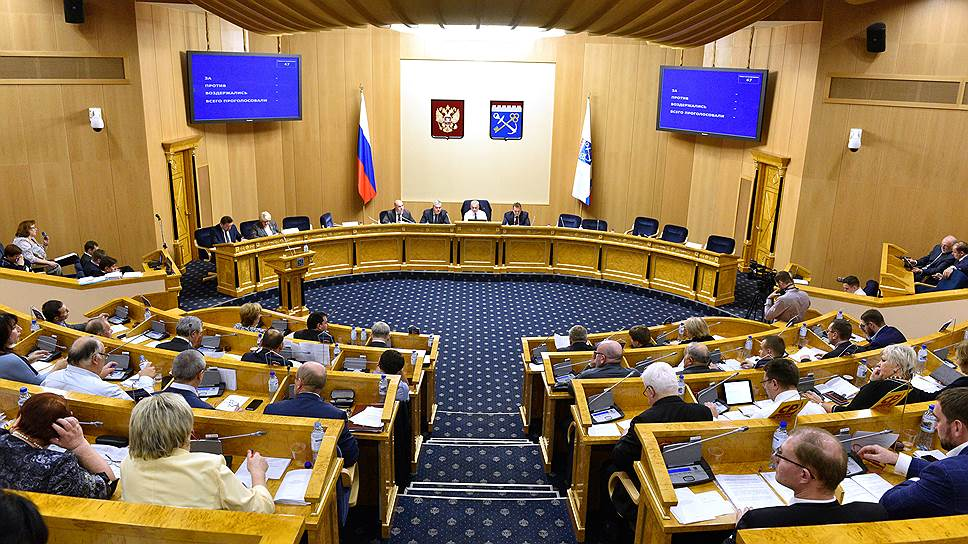 47
ЗА
ПРОТИВ
ВОЗДЕРЖАЛИСЬ
ВСЕГО ПРОГОЛОСОВАЛИ
47
ЗА
ПРОТИВ
ВОЗДЕРЖАЛИСЬ
ВСЕГО ПРОГОЛОСОВАЛИ